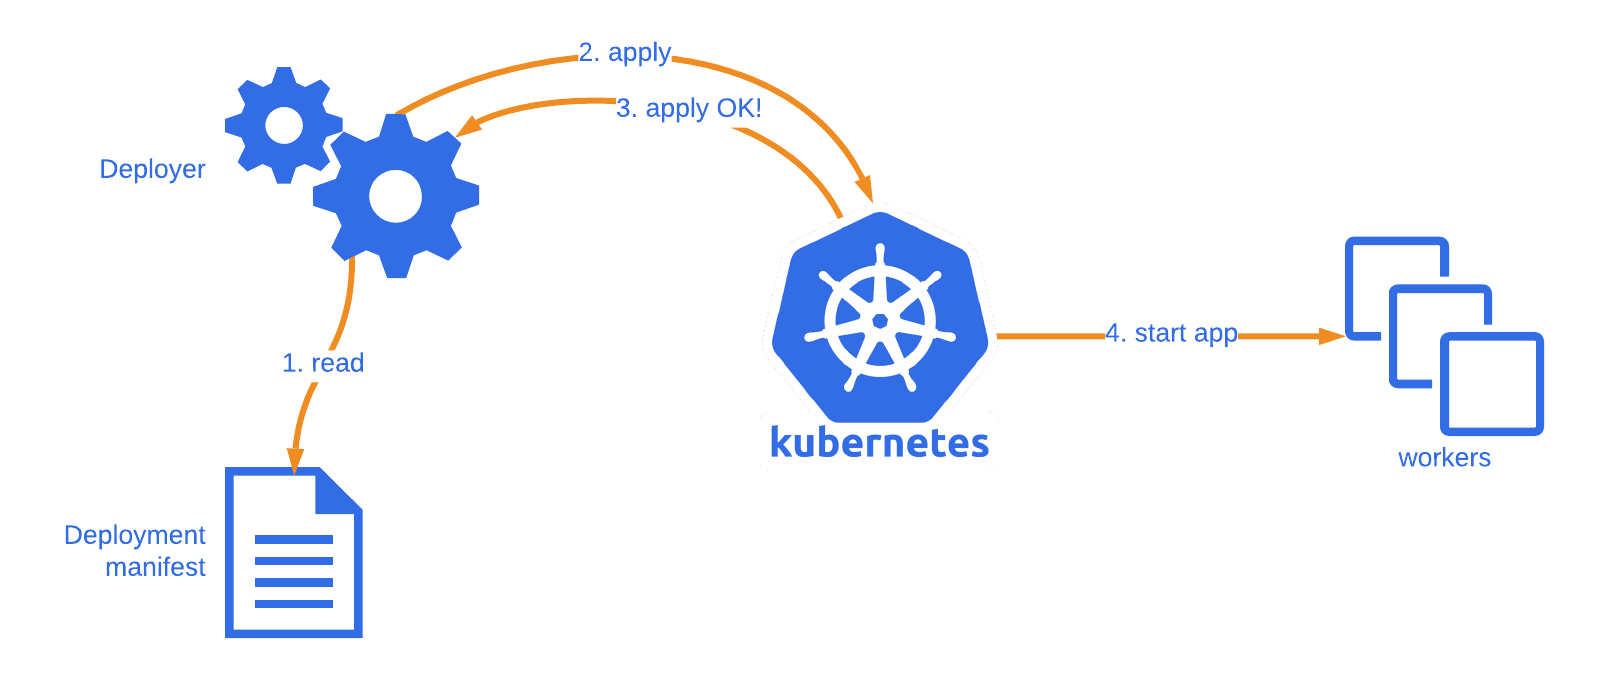 2. apply
3. apply OK!
Deployer
1. read
4. start app
kubernetes
workers
Deployment
manifest